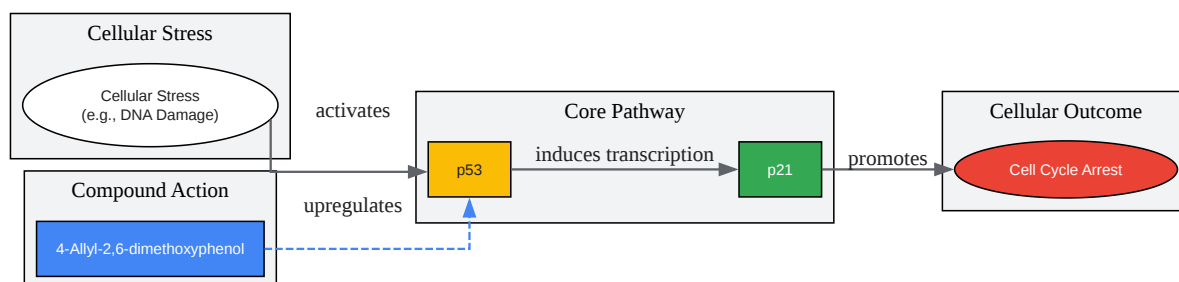 Cellular Stress
Cellular Stress
(e.g., DNA Damage)
activates
Compound Action
4-Allyl-2,6-dimethoxyphenol
upregulates
Core Pathway
p53
induces transcription
p21
promotes
Cellular Outcome
Cell Cycle Arrest